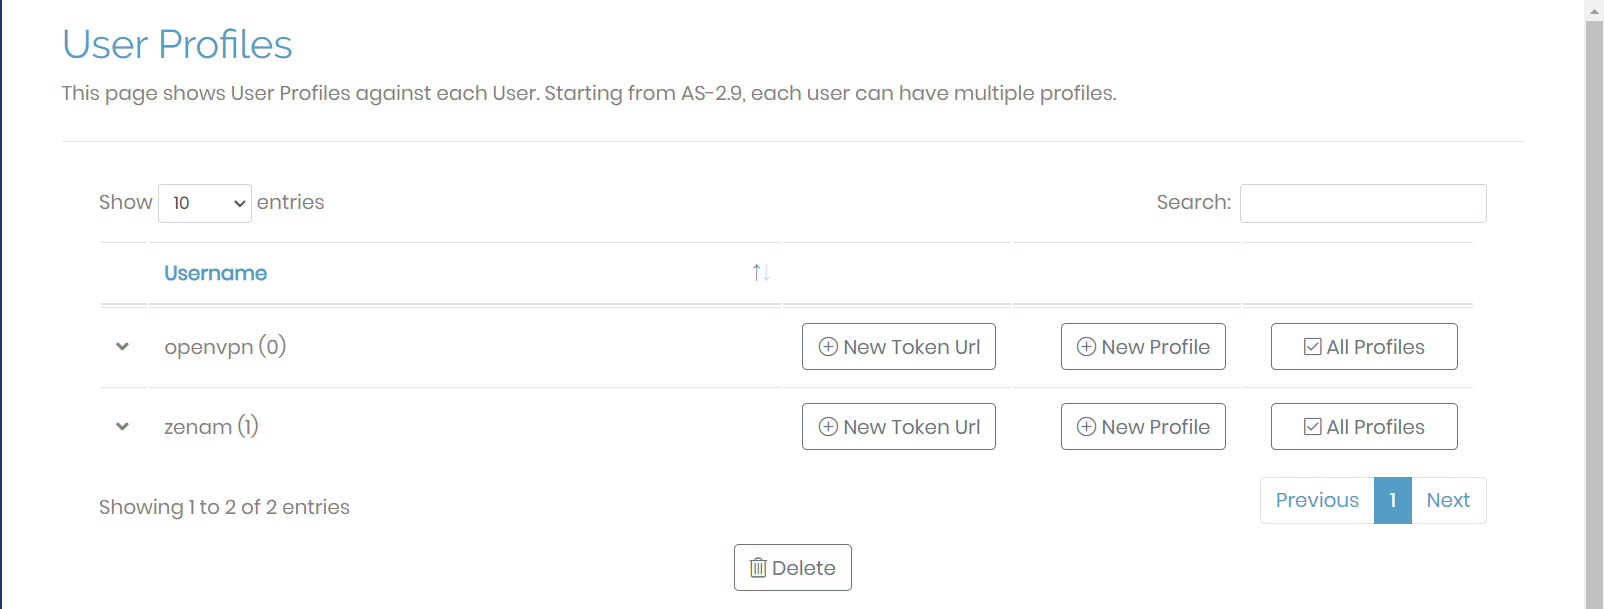 User Profiles
This page shows User Profiles against each User. Starting from AS-2.9, each user can have multiple profiles.
Show 10 entries Search:
Username
openvpn (0) New Token Url New Profile All Profiles
zenam (1) New Token Url New Profile All Profiles
Showing 1 to 2 of 2 entries Previous 1 Next
Delete